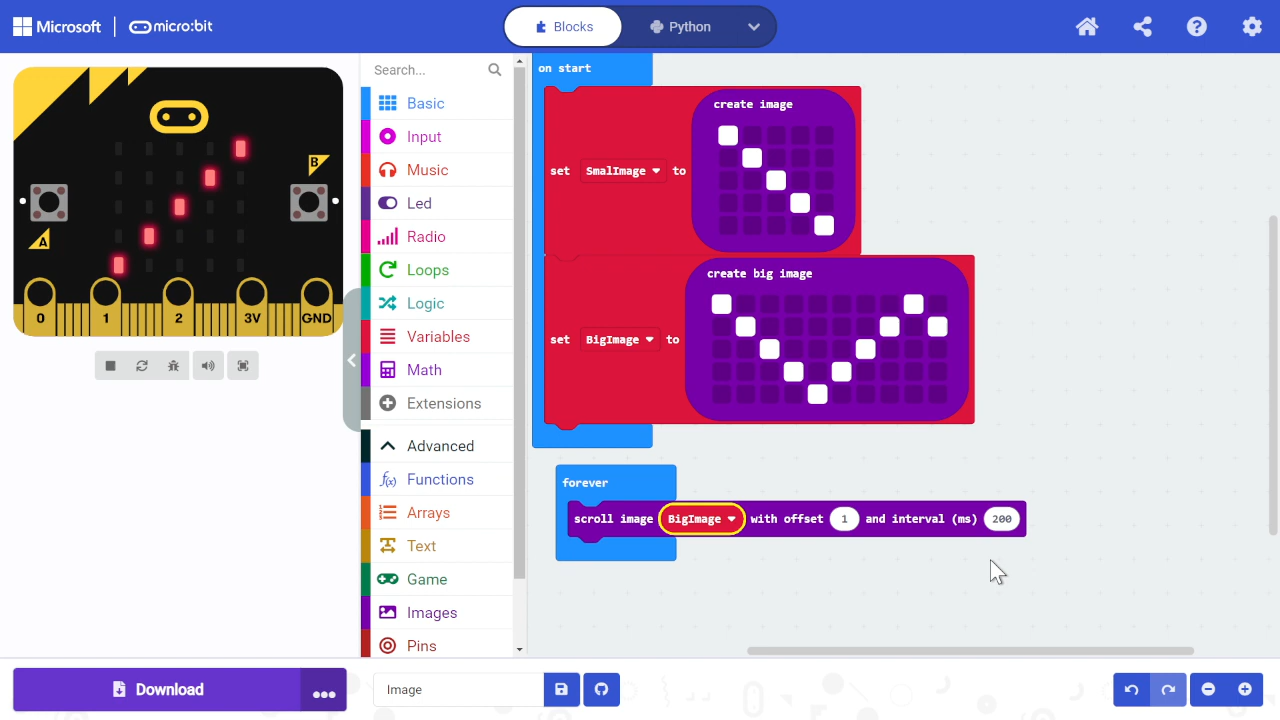 Microsoft micro:bit
Blocks
Python
Search...
Basic
Input
Music
Led
Radio
Loops
Logic
Variables
Math
Extensions
Advanced
Functions
Arrays
Text
Game
Images
Pins
B
A
0 1 2 3V GND
on start
create image
set SmalImage to
create big image
set BigImage to
forever
scroll image BigImage with offset 1 and interval (ms) 200
Download
Image